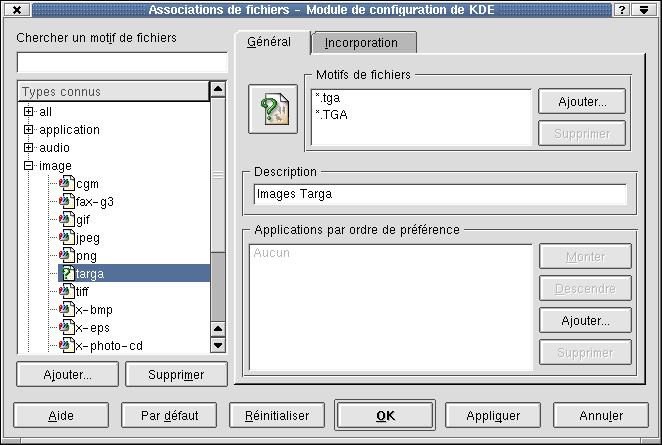 Associations de fichiers - Module de configuration de KDE
Chercher un motif de fichiers
Types connus
all
application
audio
image
cgm
fax-g3
gif
jpeg
png
targa
tiff
x-bmp
x-eps
x-photo-cd
Ajouter...
Supprimer
Général
Incorporation
Motifs de fichiers
*.tga
*.TGA
Ajouter...
Supprimer
Description
Images Targa
Applications par ordre de préférence
Aucun
Monter
Descendre
Ajouter...
Supprimer
Aide
Par défaut
Réinitialiser
OK
Appliquer
Annuler